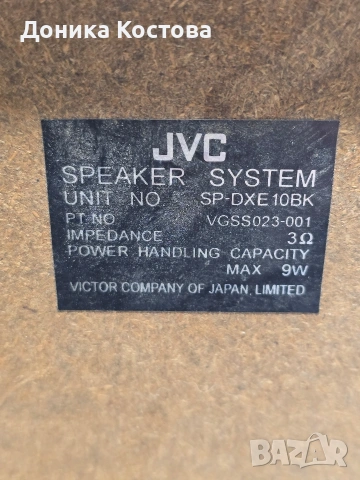 Доника Костова
JVC
SPEAKER SYSTEM
UNIT NO SP-DXE10BK
PT NO VGSS023-001
IMPEDANCE 3Ω
POWER HANDLING CAPACITY
MAX 9W
VICTOR COMPANY OF JAPAN, LIMITED
BAZAR